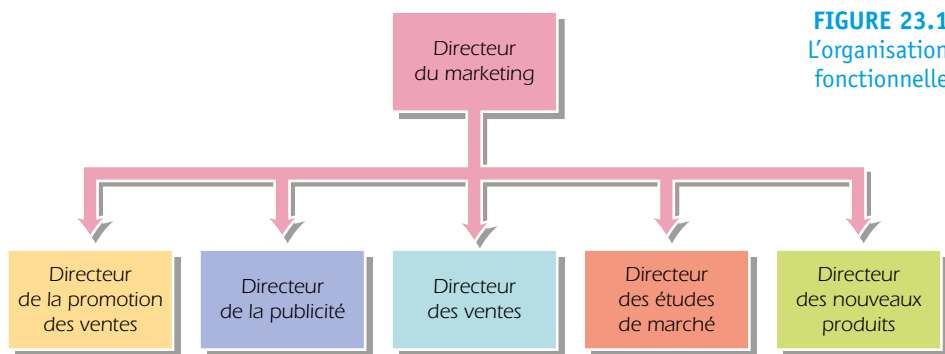 FIGURE 23.1
L'organisation
fonctionnelle
Directeur
du marketing
Directeur
de la promotion
des ventes
Directeur
de la publicité
Directeur
des ventes
Directeur
des études
de marché
Directeur
des nouveaux
produits